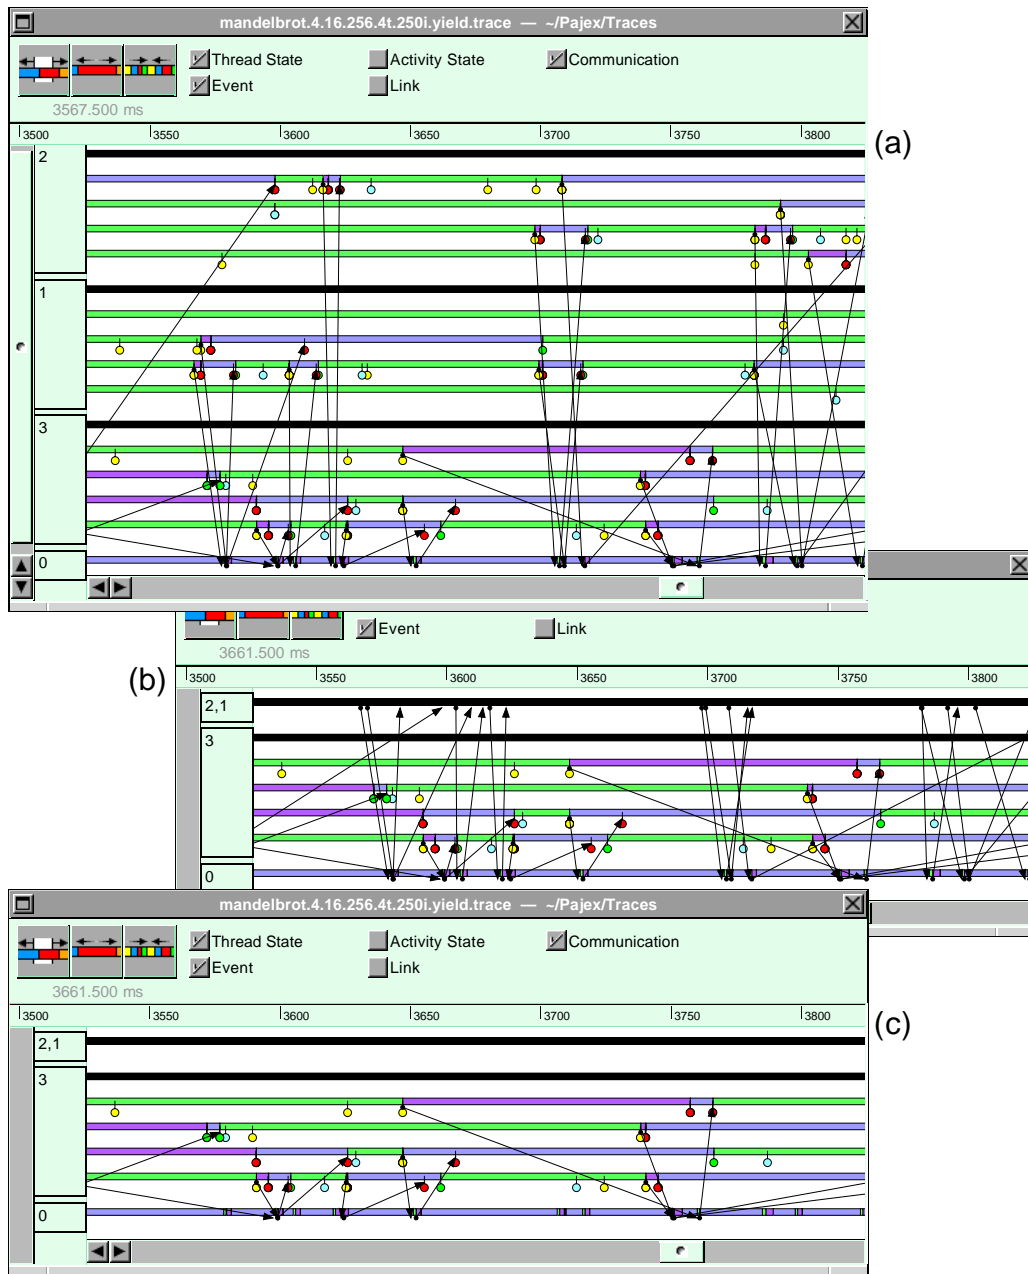 mandelbrot.4.16.256.4t.250i.yield.trace — ~/Pajex/Traces
Thread State Activity State Communication
Event Link
3567.500 ms
3500 3550 3600 3650 3700 3750 3800
(a)
2
1
3
0
Event Link
3661.500 ms
(b)
3500 3550 3600 3650 3700 3750 3800
2,1
3
0
mandelbrot.4.16.256.4t.250i.yield.trace — ~/Pajex/Traces
Thread State Activity State Communication
Event Link
3661.500 ms
3500 3550 3600 3650 3700 3750 3800
(c)
2,1
3
0